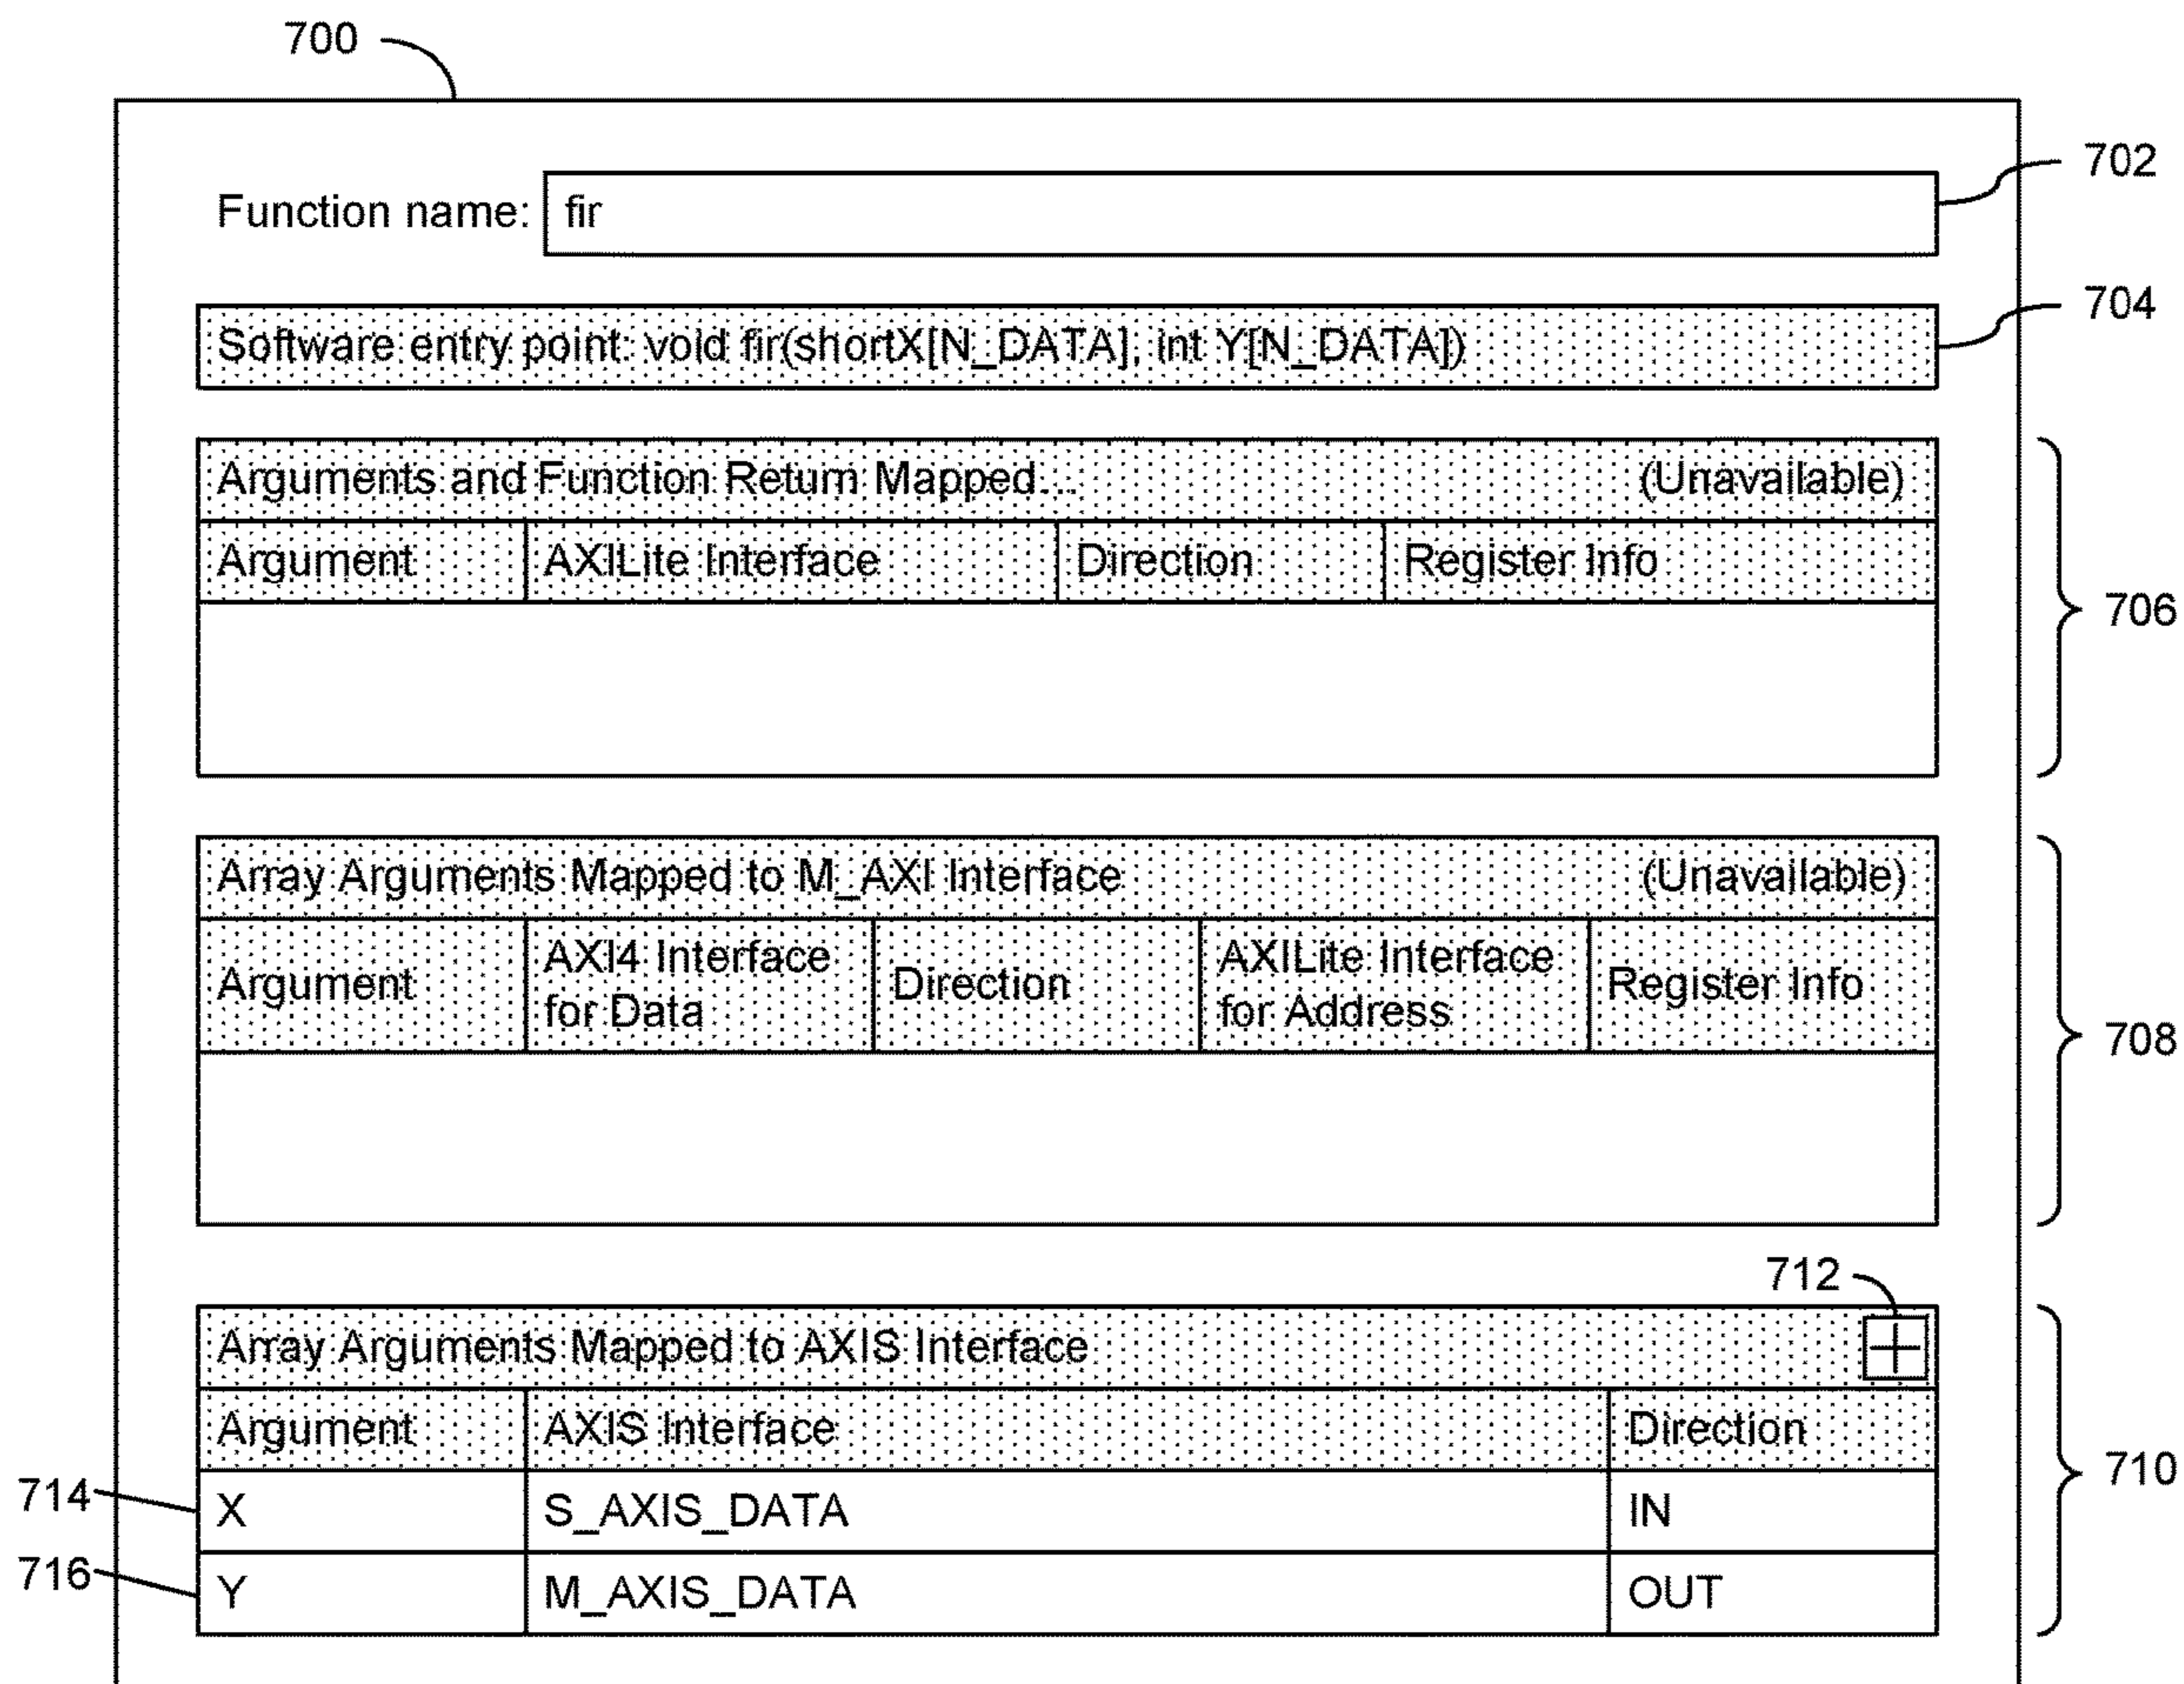 700
702
Function name: fir
704
Software entry point: void fir(shortX[N_DATA], int Y[N_DATA])
Arguments and Function Return Mapped... (Unavailable)
Argument AXILite Interface Direction Register Info
706
Array Arguments Mapped to M_AXI Interface (Unavailable)
Argument AXI4 Interface for Data Direction AXILite Interface for Address Register Info
708
712
Array Arguments Mapped to AXIS Interface +
Argument AXIS Interface Direction
710
714 X S_AXIS_DATA IN
716 Y M_AXIS_DATA OUT